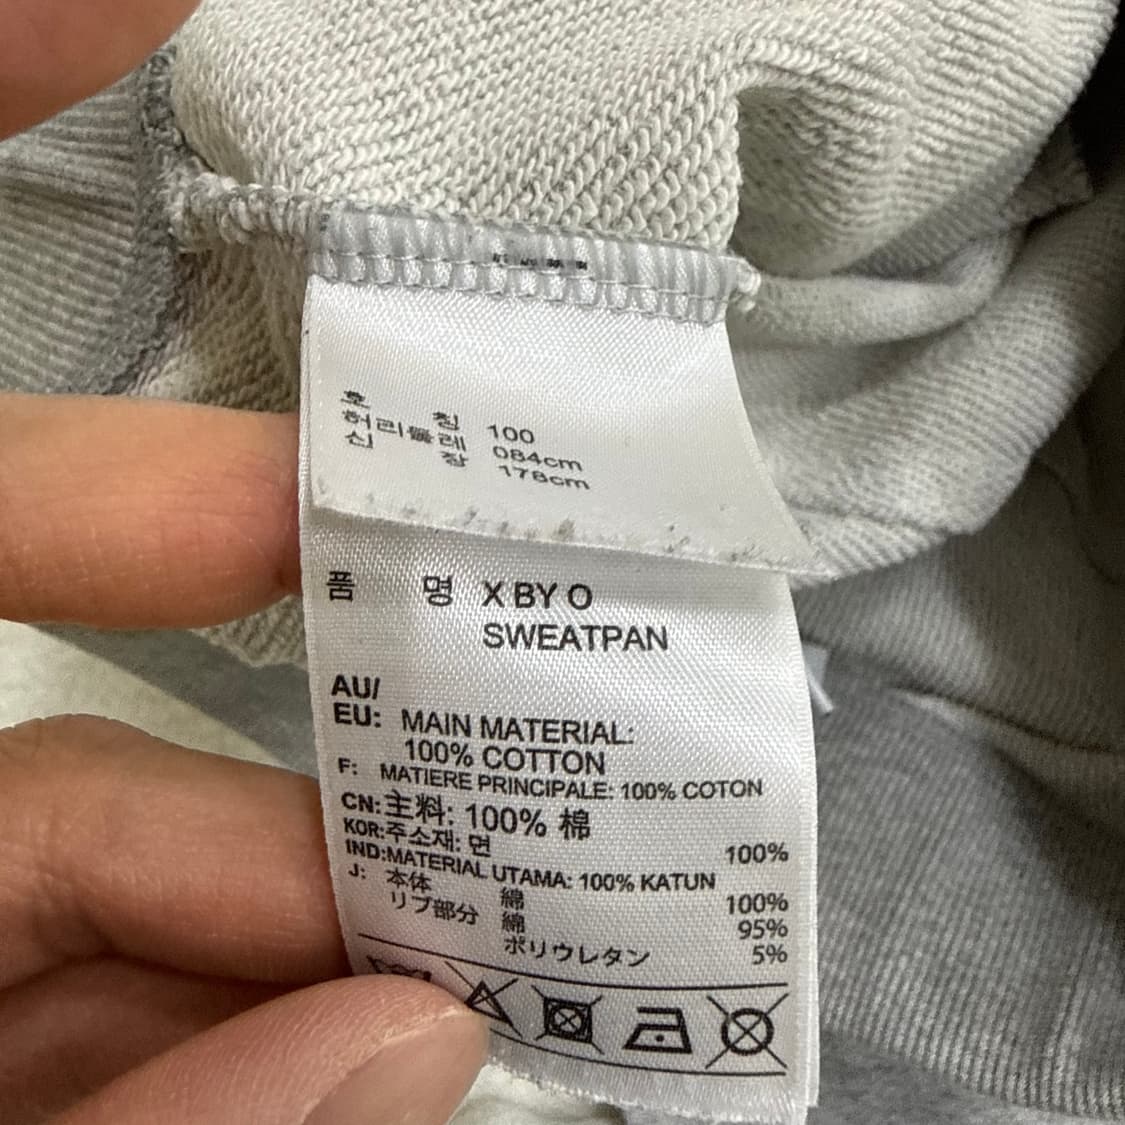 호 칭 100
허리둘레 084cm
신 장 178cm
품 명 X BY O
SWEATPAN
AU/
EU: MAIN MATERIAL:
100% COTTON
F: MATIERE PRINCIPALE: 100% COTON
CN: 主料: 100% 棉
KOR: 주소재: 면 100%
IND: MATERIAL UTAMA: 100% KATUN
J: 本体 綿 100%
リブ部分 綿 95%
ポリウレタン 5%